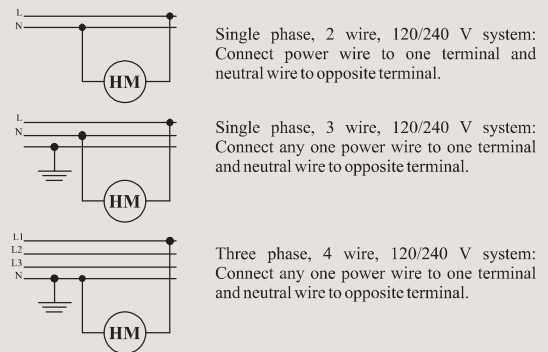 L
N
HM
Single phase, 2 wire, 120/240 V system:
Connect power wire to one terminal and
neutral wire to opposite terminal.
L
N
HM
Single phase, 3 wire, 120/240 V system:
Connect any one power wire to one terminal
and neutral wire to opposite terminal.
L1
L2
L3
N
HM
Three phase, 4 wire, 120/240 V system:
Connect any one power wire to one terminal
and neutral wire to opposite terminal.